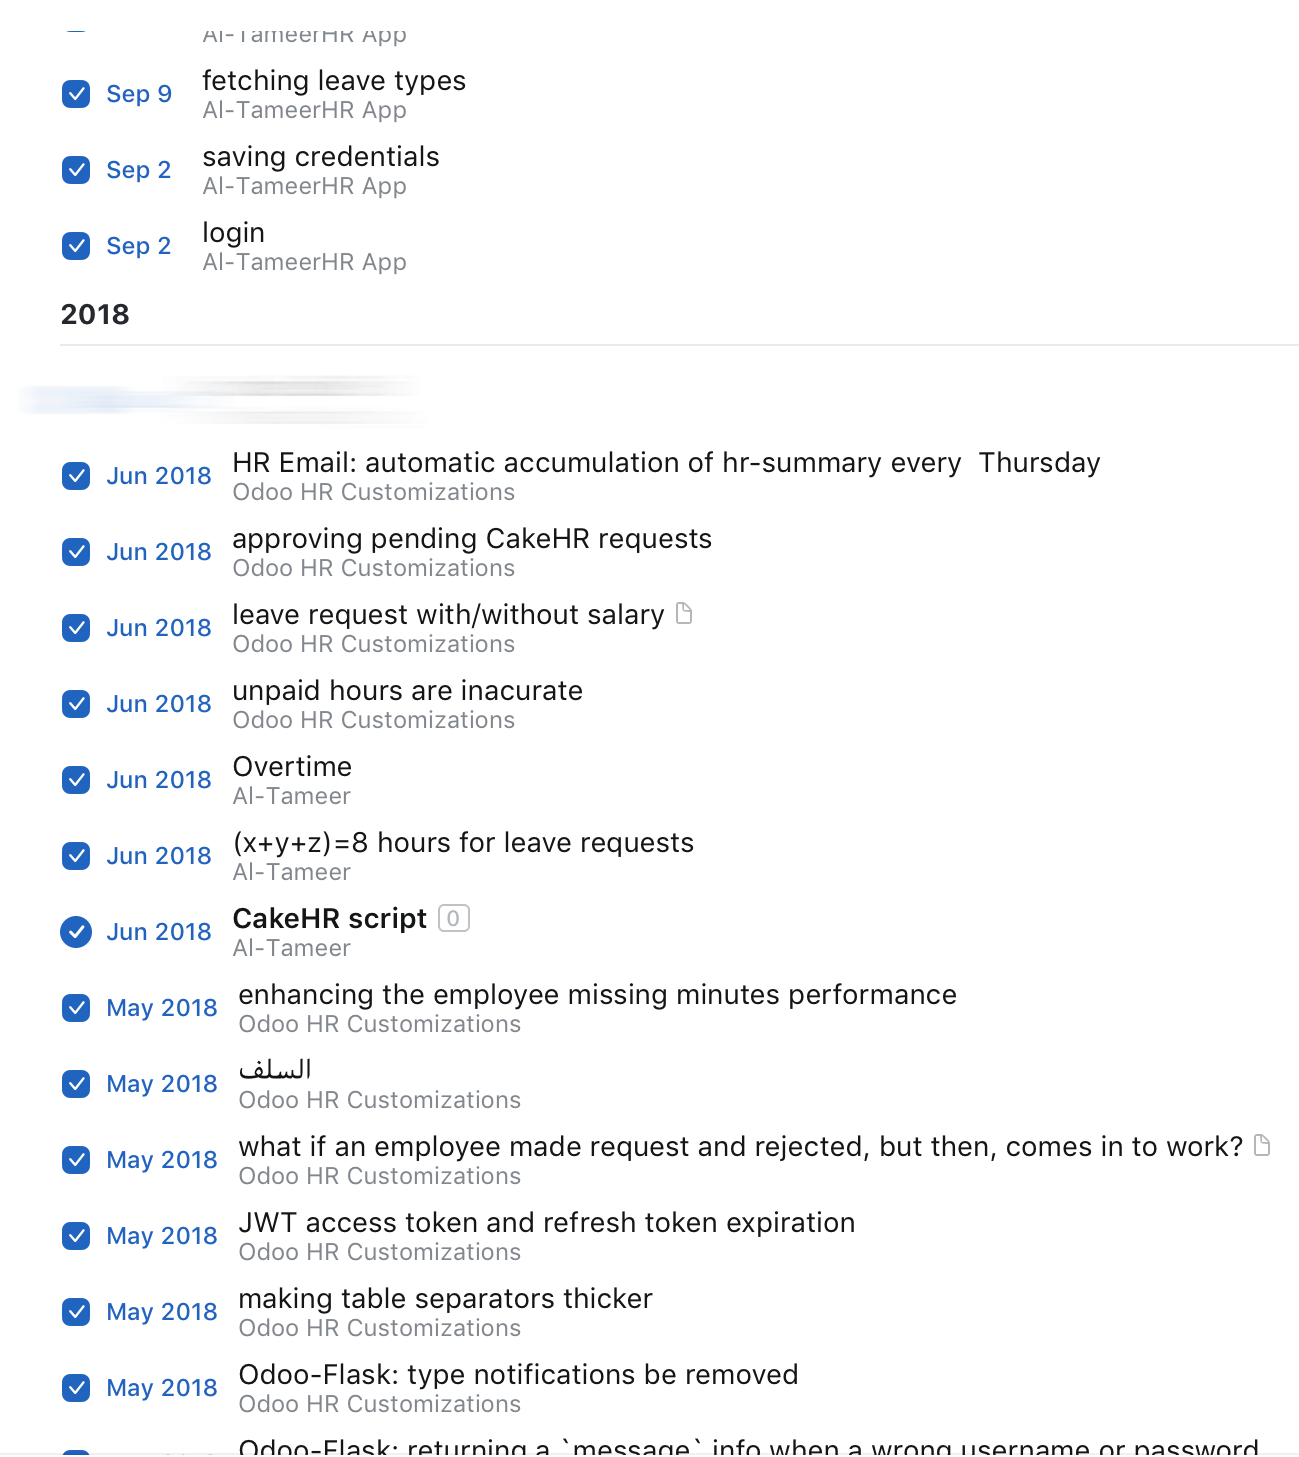 Al-TameerHR App
Sep 9
fetching leave types
Al-TameerHR App
Sep 2
saving credentials
Al-TameerHR App
Sep 2
login
Al-TameerHR App
2018
Jun 2018
HR Email: automatic accumulation of hr-summary every  Thursday
Odoo HR Customizations
Jun 2018
approving pending CakeHR requests
Odoo HR Customizations
Jun 2018
leave request with/without salary
Odoo HR Customizations
Jun 2018
unpaid hours are inacurate
Odoo HR Customizations
Jun 2018
Overtime
Al-Tameer
Jun 2018
(x+y+z)=8 hours for leave requests
Al-Tameer
Jun 2018
CakeHR script 0
Al-Tameer
May 2018
enhancing the employee missing minutes performance
Odoo HR Customizations
May 2018
السلف
Odoo HR Customizations
May 2018
what if an employee made request and rejected, but then, comes in to work?
Odoo HR Customizations
May 2018
JWT access token and refresh token expiration
Odoo HR Customizations
May 2018
making table separators thicker
Odoo HR Customizations
May 2018
Odoo-Flask: type notifications be removed
Odoo HR Customizations
Odoo-Flask: returning a `message` info when a wrong username or password